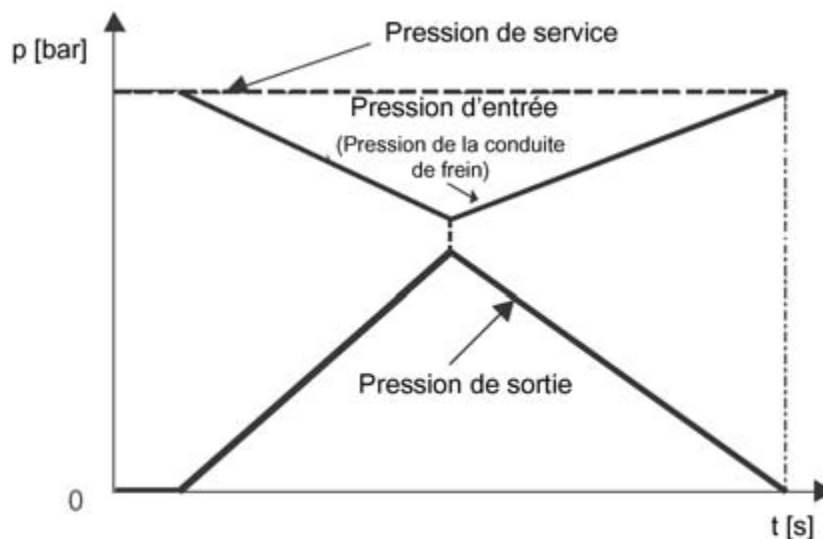 Pression de service
p [bar]
Pression d'entrée
(Pression de la conduite
de frein)
Pression de sortie
0
t [s]